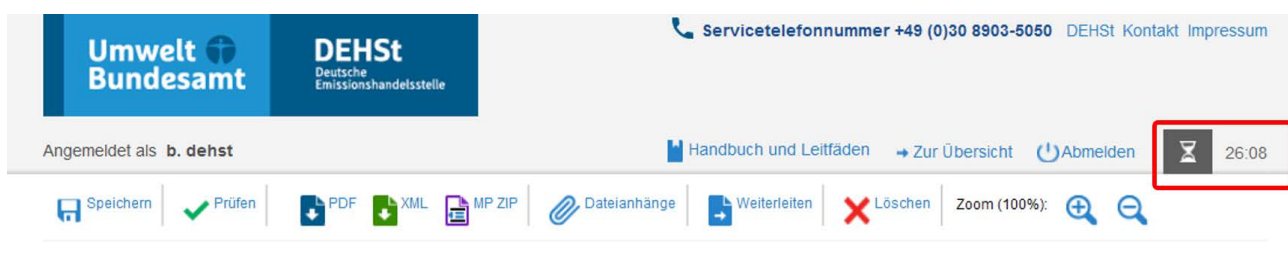 Servicetelefonnummer +49 (0)30 8903-5050 DEHSt Kontakt Impressum
Umwelt
Bundesamt
DEHSt
Deutsche
Emissionshandelsstelle
Angemeldet als b. dehst
Handbuch und Leitfäden Zur Übersicht Abmelden 26:08
Speichern Prüfen PDF XML MP ZIP Dateianhänge Weiterleiten Löschen Zoom (100%):